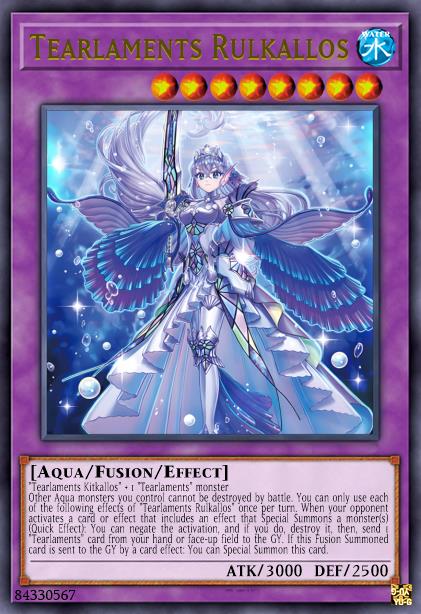 Tearlaments Rulkallos
WATER
水
[Aqua/Fusion/Effect]
"Tearlaments Kitkallos" + 1 "Tearlaments" monster
Other Aqua monsters you control cannot be destroyed by battle. You can only use each
of the following effects of "Tearlaments Rulkallos" once per turn. When your opponent
activates a card or effect that includes an effect that Special Summons a monster(s)
(Quick Effect): You can negate the activation, and if you do, destroy it, then, send 1
"Tearlaments" card from your hand or face-up field to the GY. If this Fusion Summoned
card is sent to the GY by a card effect: You can Special Summon this card.
ATK/3000 DEF/2500
84330567